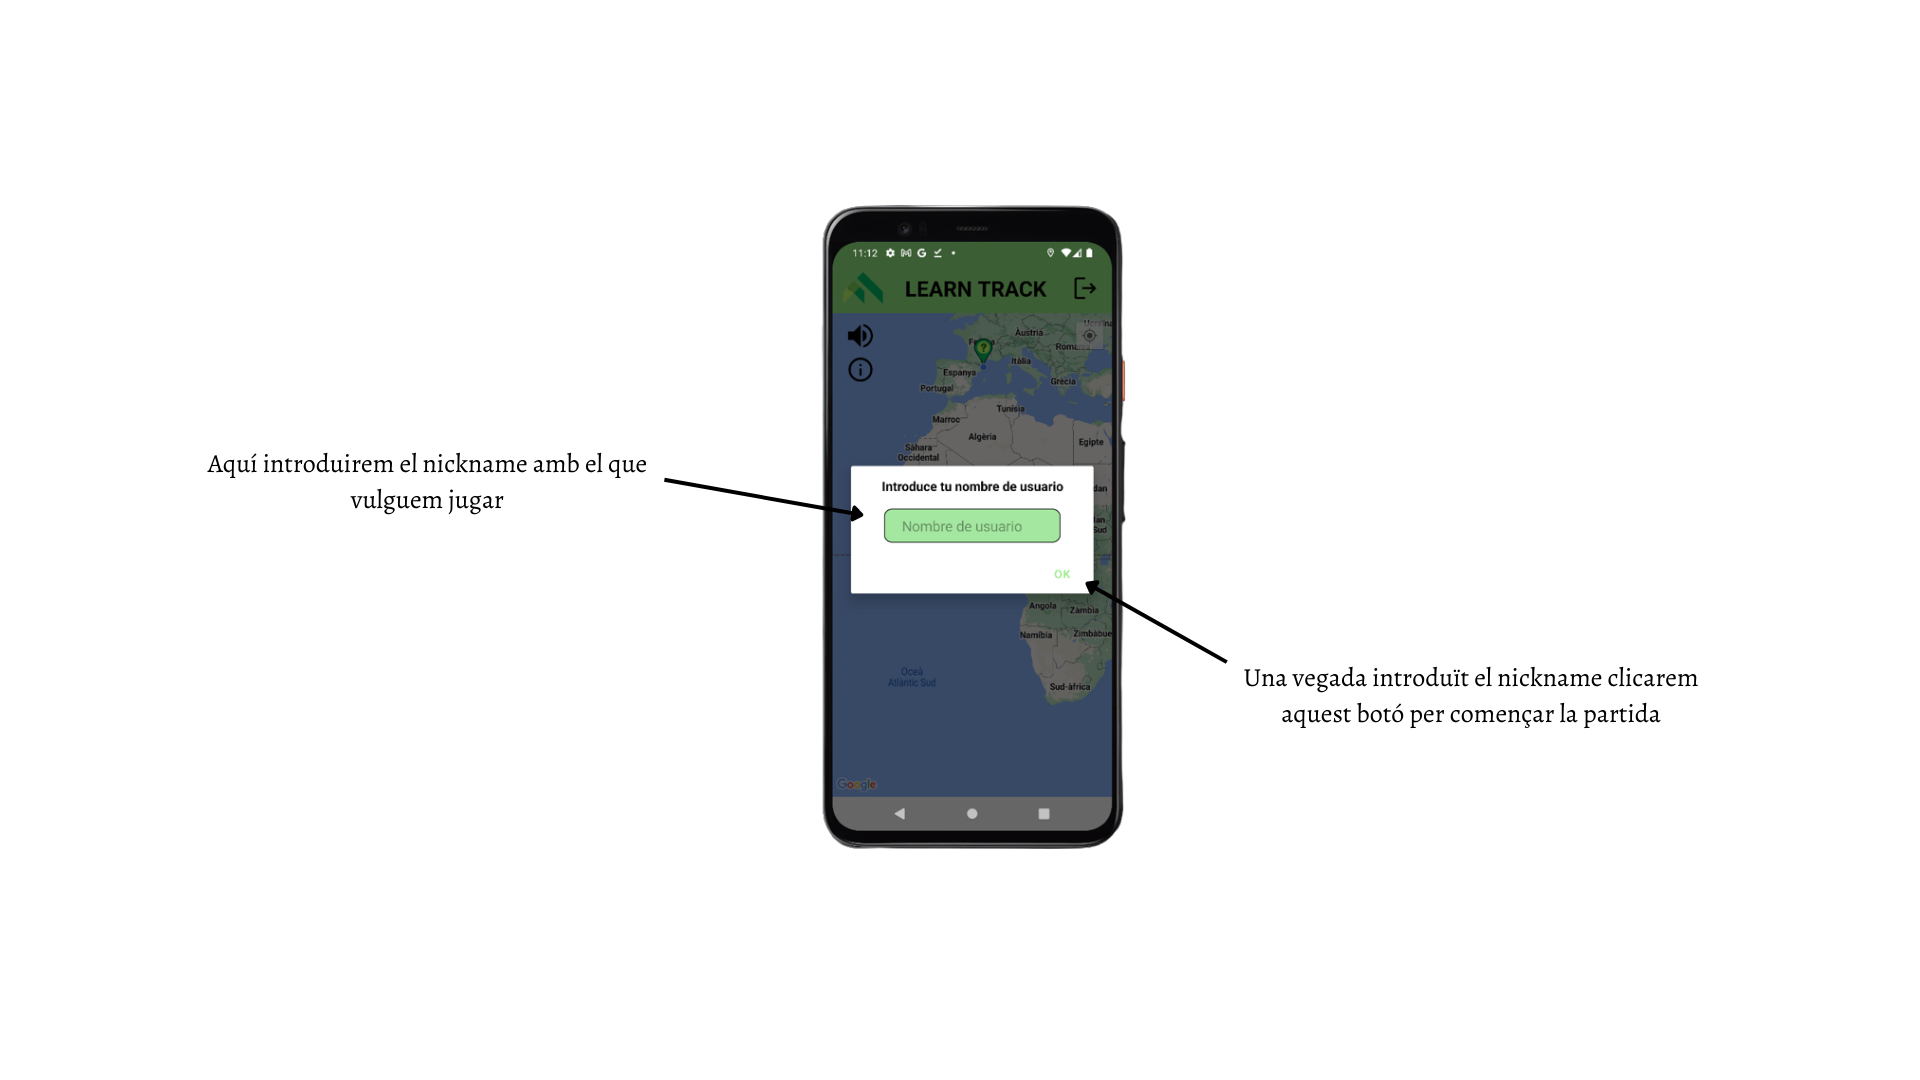 11:12
LEARN TRACK
Àustria
Itàlia
Espanya
Grècia
Portugal
Tunísia
Marroc
Algèria
Egipte
Sàhara
Occidental
Aquí introduirem el nickname amb el que
vulguem jugar
Introduce tu nombre de usuario
Nombre de usuario
OK
Angola
Zàmbia
Namíbia
Zimbàbue
Oceà
Atlàntic Sud
Sud-àfrica
Una vegada introduït el nickname clicarem
aquest botó per començar la partida
Google